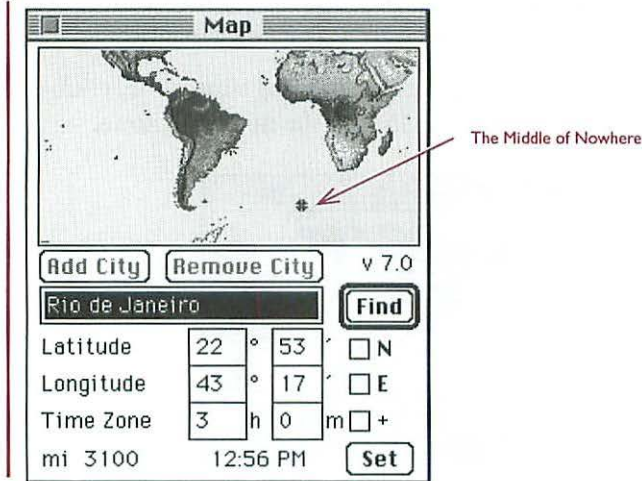 Map
The Middle of Nowhere
Add City Remove City v 7.0
Rio de Janeiro Find
Latitude 22 ° 53 ′ N
Longitude 43 ° 17 ′ E
Time Zone 3 h 0 m +
mi 3100 12:56 PM Set